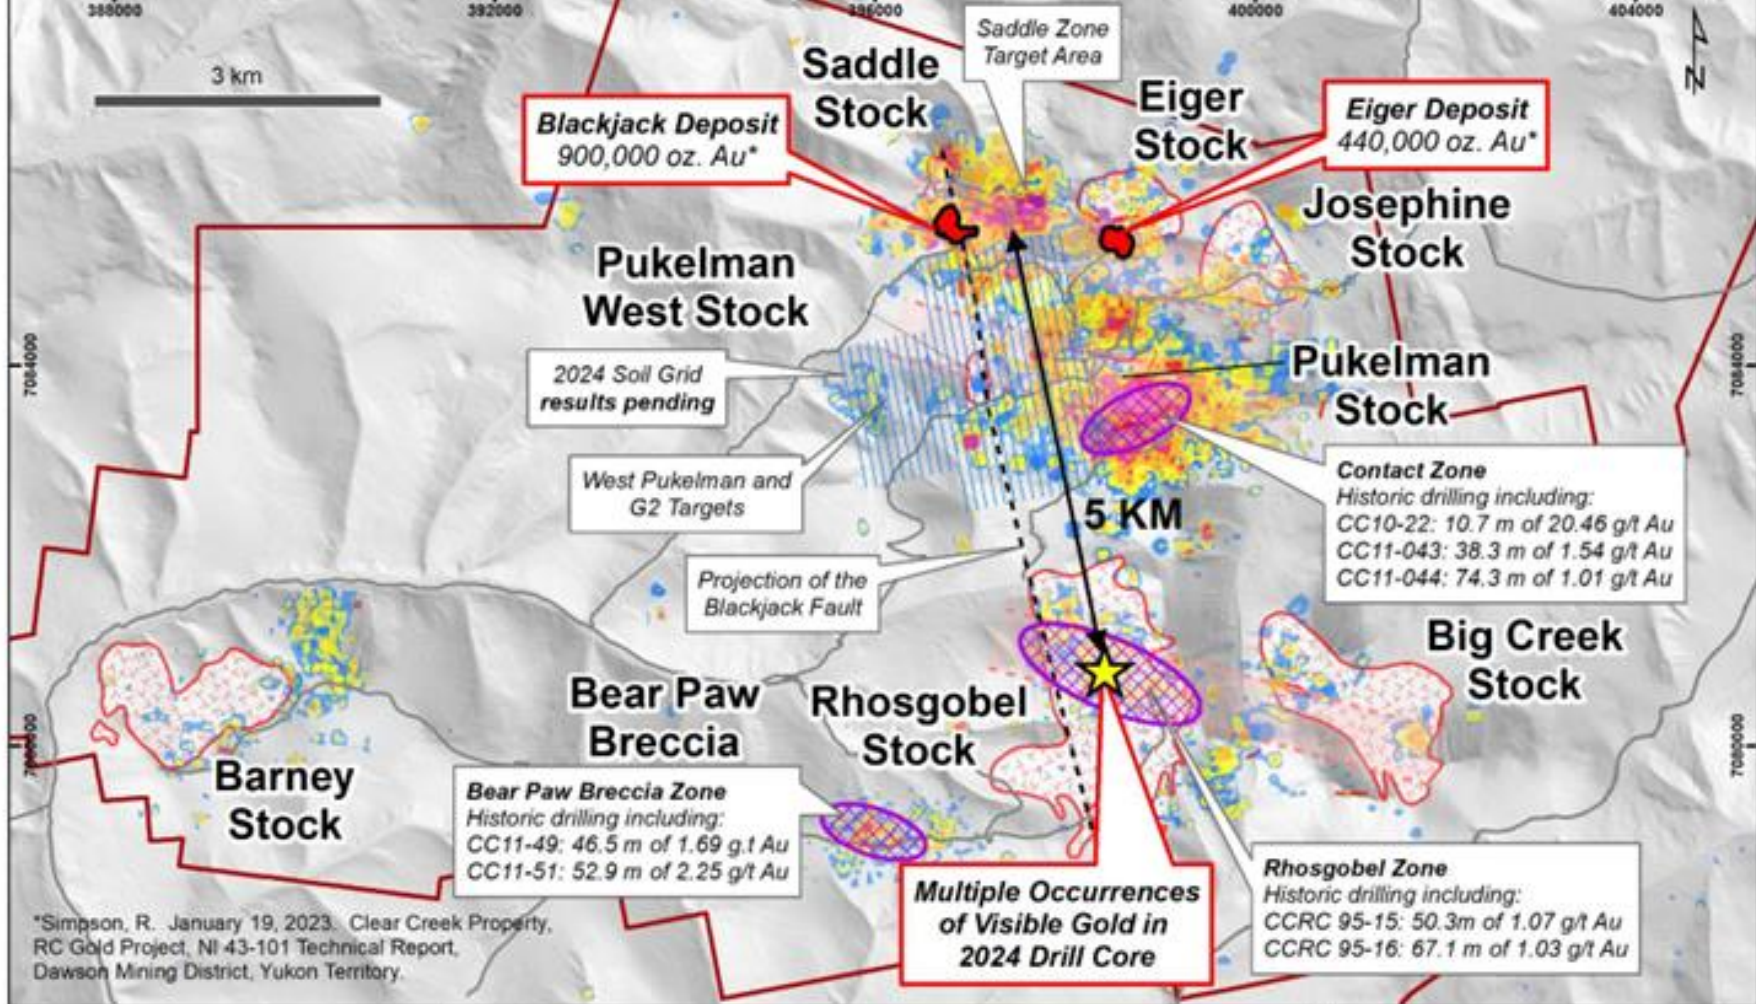 388000
392000
396000
400000
404000
3 km
N
Saddle
Stock
Saddle Zone
Target Area
Eiger
Stock
Blackjack Deposit
900,000 oz. Au*
Eiger Deposit
440,000 oz. Au*
Josephine
Stock
Pukelman
West Stock
7084000
7084000
2024 Soil Grid
results pending
Pukelman
Stock
West Pukelman and
G2 Targets
5 KM
Contact Zone
Historic drilling including:
CC10-22: 10.7 m of 20.46 g/t Au
CC11-043: 38.3 m of 1.54 g/t Au
CC11-044: 74.3 m of 1.01 g/t Au
Projection of the
Blackjack Fault
Big Creek
Stock
Bear Paw
Breccia
Rhosgobel
Stock
7080000
Barney
Stock
Bear Paw Breccia Zone
Historic drilling including:
CC11-49: 46.5 m of 1.69 g.t Au
CC11-51: 52.9 m of 2.25 g/t Au
Multiple Occurrences
of Visible Gold in
2024 Drill Core
Rhosgobel Zone
Historic drilling including:
CCRC 95-15: 50.3m of 1.07 g/t Au
CCRC 95-16: 67.1 m of 1.03 g/t Au
*Simpson, R. January 19, 2023. Clear Creek Property,
RC Gold Project, NI 43-101 Technical Report,
Dawson Mining District, Yukon Territory.